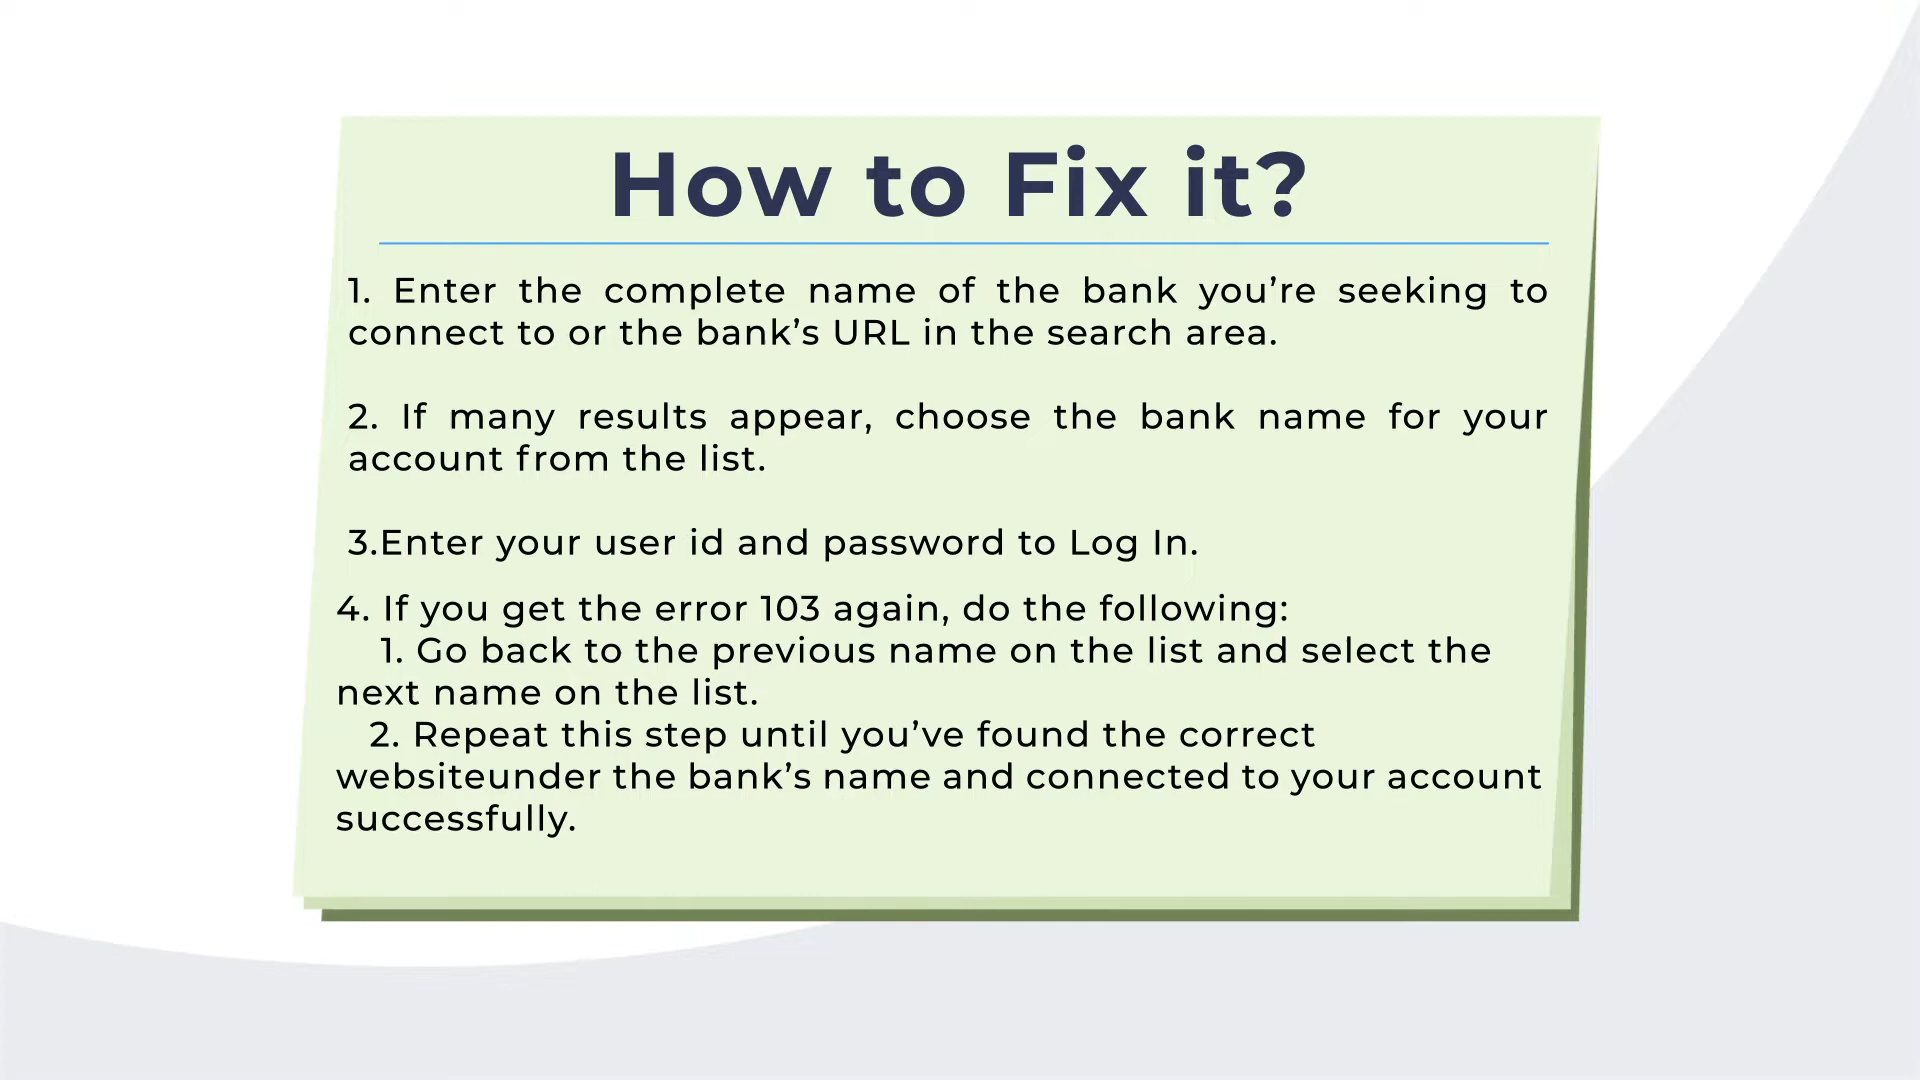 How to Fix it?
1. Enter the complete name of the bank you’re seeking to
connect to or the bank’s URL in the search area.
2. If many results appear, choose the bank name for your
account from the list.
3.Enter your user id and password to Log In.
4. If you get the error 103 again, do the following:
1. Go back to the previous name on the list and select the
next name on the list.
2. Repeat this step until you’ve found the correct
websiteunder the bank’s name and connected to your account
successfully.